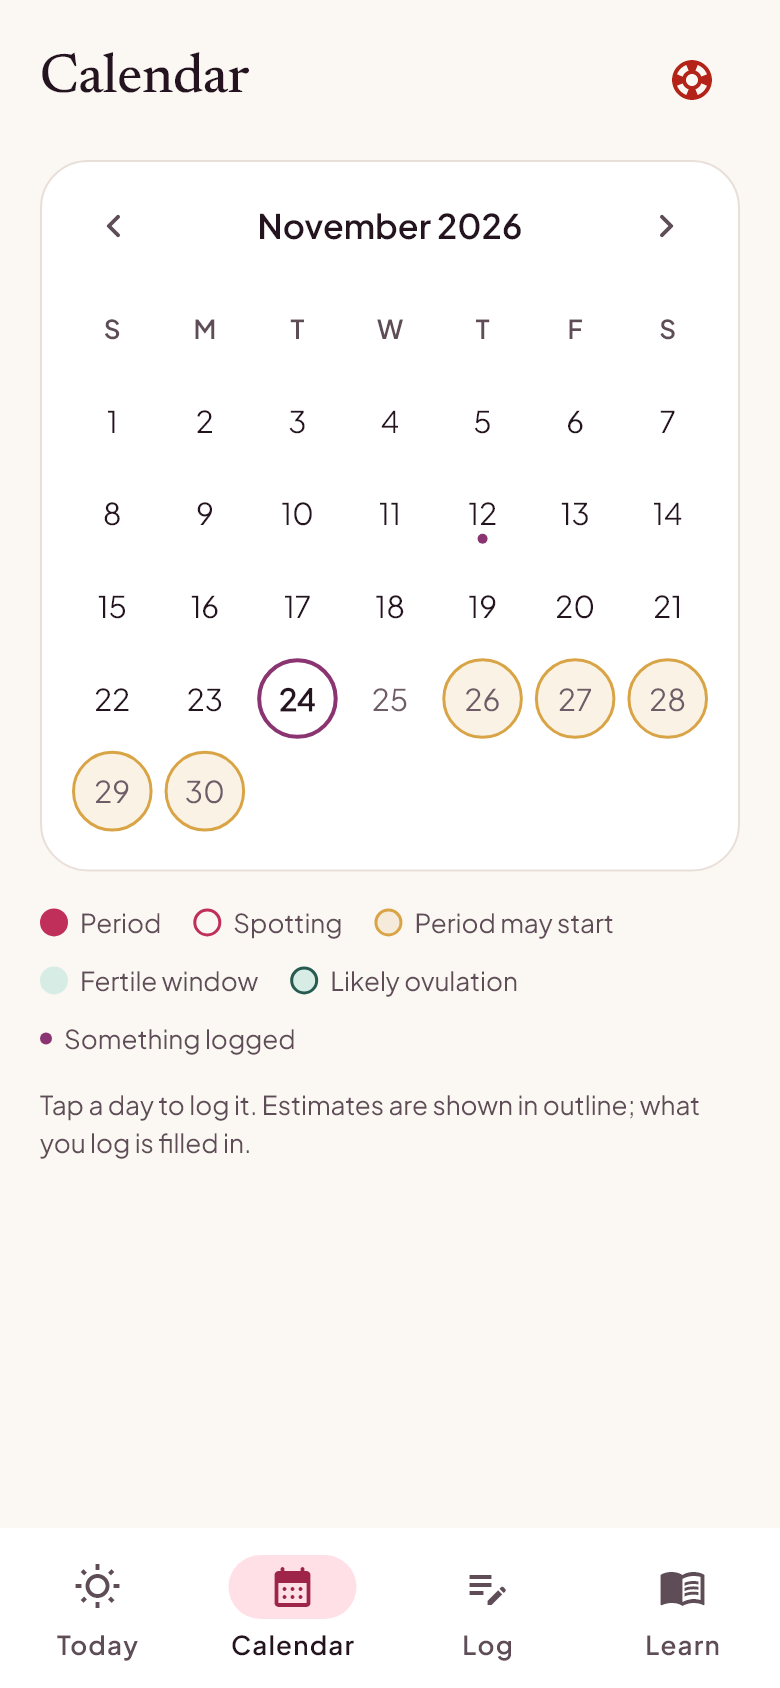 Calendar
November 2026
S M T W T F S
1 2 3 4 5 6 7
8 9 10 11 12 13 14
15 16 17 18 19 20 21
22 23 24 25 26 27 28
29 30
Period Spotting Period may start
Fertile window Likely ovulation
Something logged
Tap a day to log it. Estimates are shown in outline; what
you log is filled in.
Today Calendar Log Learn